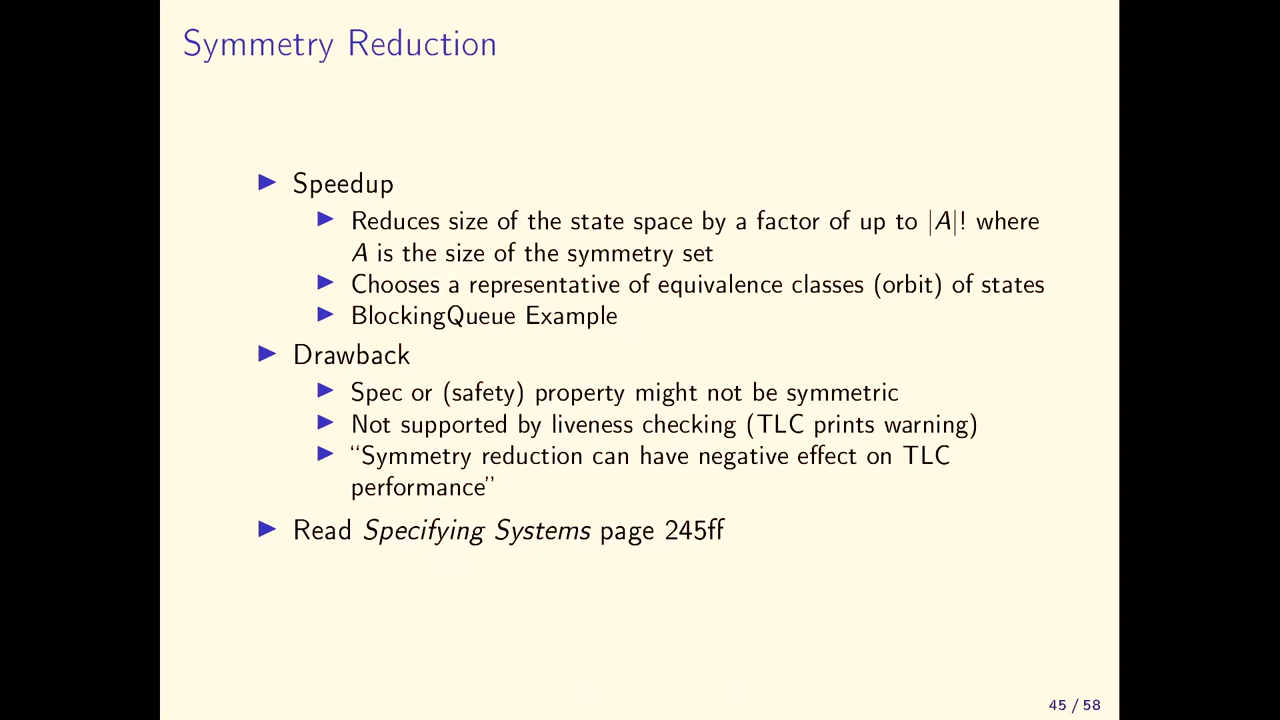 Symmetry Reduction
Speedup
Reduces size of the state space by a factor of up to |A|! where
A is the size of the symmetry set
Chooses a representative of equivalence classes (orbit) of states
BlockingQueue Example
Drawback
Spec or (safety) property might not be symmetric
Not supported by liveness checking (TLC prints warning)
“Symmetry reduction can have negative effect on TLC
performance”
Read Specifying Systems page 245ff
45 / 58